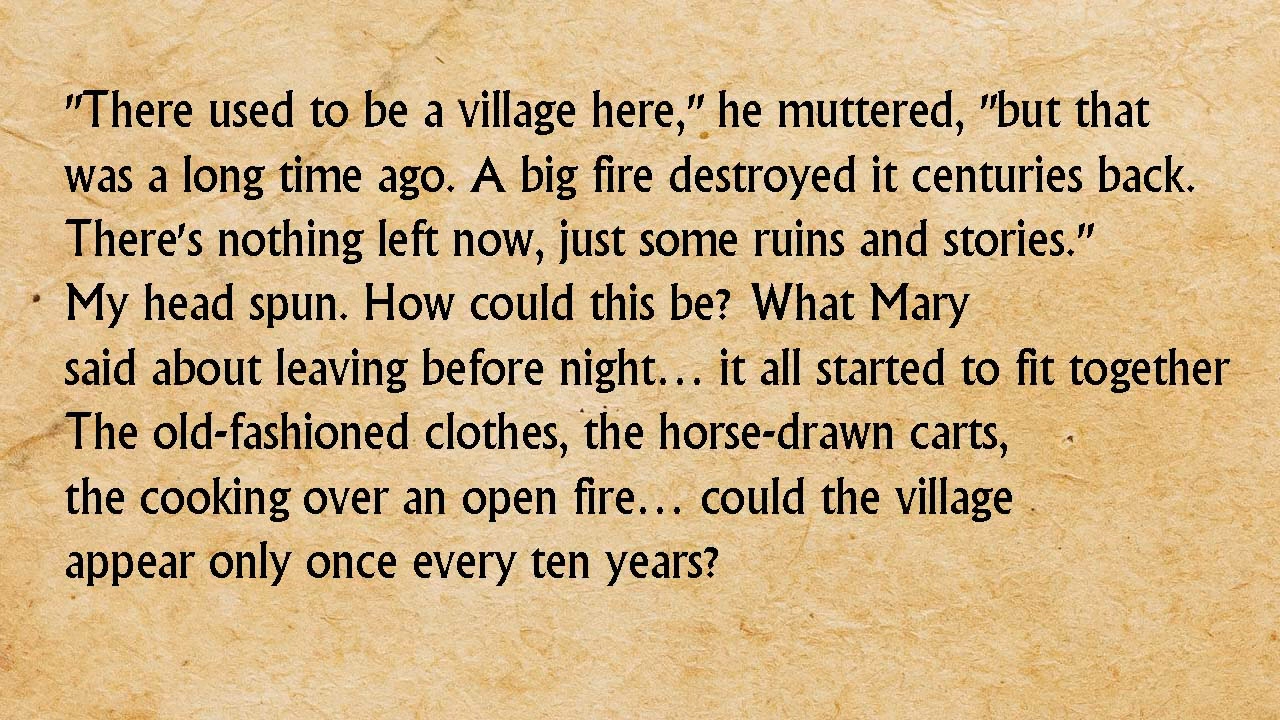 "There used to be a village here," he muttered, "but that
was a long time ago. A big fire destroyed it centuries back.
There's nothing left now, just some ruins and stories."
My head spun. How could this be? What Mary
said about leaving before night... it all started to fit together
The old-fashioned clothes, the horse-drawn carts,
the cooking over an open fire... could the village
appear only once every ten years?